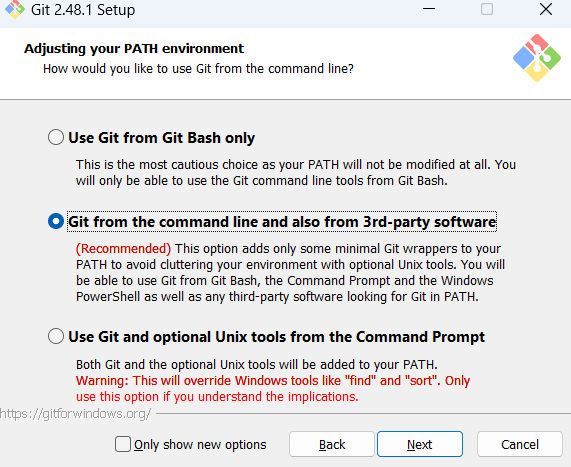 Git 2.48.1 Setup
Adjusting your PATH environment
How would you like to use Git from the command line?
Use Git from Git Bash only
This is the most cautious choice as your PATH will not be modified at all. You
will only be able to use the Git command line tools from Git Bash.
Git from the command line and also from 3rd-party software
(Recommended) This option adds only some minimal Git wrappers to your
PATH to avoid cluttering your environment with optional Unix tools. You will
be able to use Git from Git Bash, the Command Prompt and the Windows
PowerShell as well as any third-party software looking for Git in PATH.
Use Git and optional Unix tools from the Command Prompt
Both Git and the optional Unix tools will be added to your PATH.
Warning: This will override Windows tools like "find" and "sort". Only
use this option if you understand the implications.
https://gitforwindows.org/
Only show new options
Back
Next
Cancel